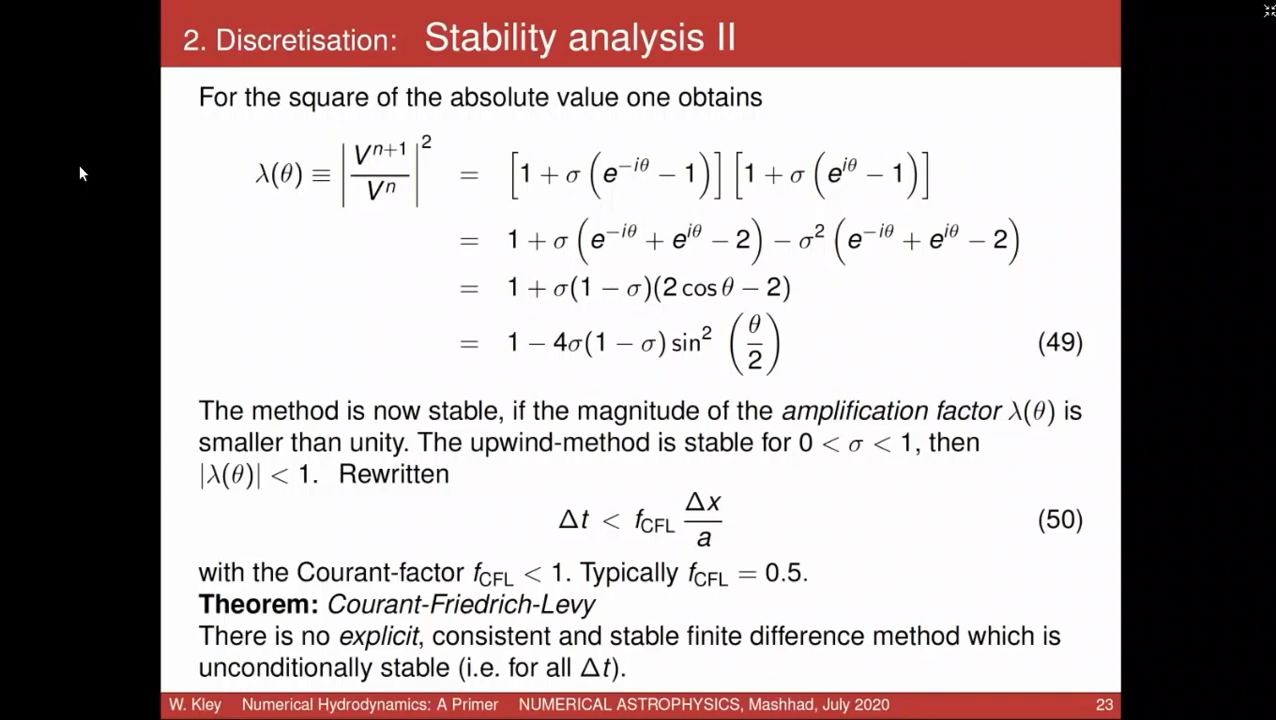 2. Discretisation: Stability analysis II
For the square of the absolute value one obtains
λ(θ) ≡ |V^{n+1} / V^n|^2 = [1 + σ (e^{−iθ} − 1)] [1 + σ (e^{iθ} − 1)]
= 1 + σ (e^{−iθ} + e^{iθ} − 2) − σ^2 (e^{−iθ} + e^{iθ} − 2)
= 1 + σ(1 − σ)(2 cos θ − 2)
= 1 − 4σ(1 − σ) sin^2 (θ/2) (49)
The method is now stable, if the magnitude of the amplification factor λ(θ) is
smaller than unity. The upwind-method is stable for 0 < σ < 1, then
|λ(θ)| < 1. Rewritten
Δt < f_CFL Δx/a (50)
with the Courant-factor f_CFL < 1. Typically f_CFL = 0.5.
Theorem: Courant-Friedrich-Levy
There is no explicit, consistent and stable finite difference method which is
unconditionally stable (i.e. for all Δt).
W. Kley Numerical Hydrodynamics: A Primer NUMERICAL ASTROPHYSICS, Mashhad, July 2020 23